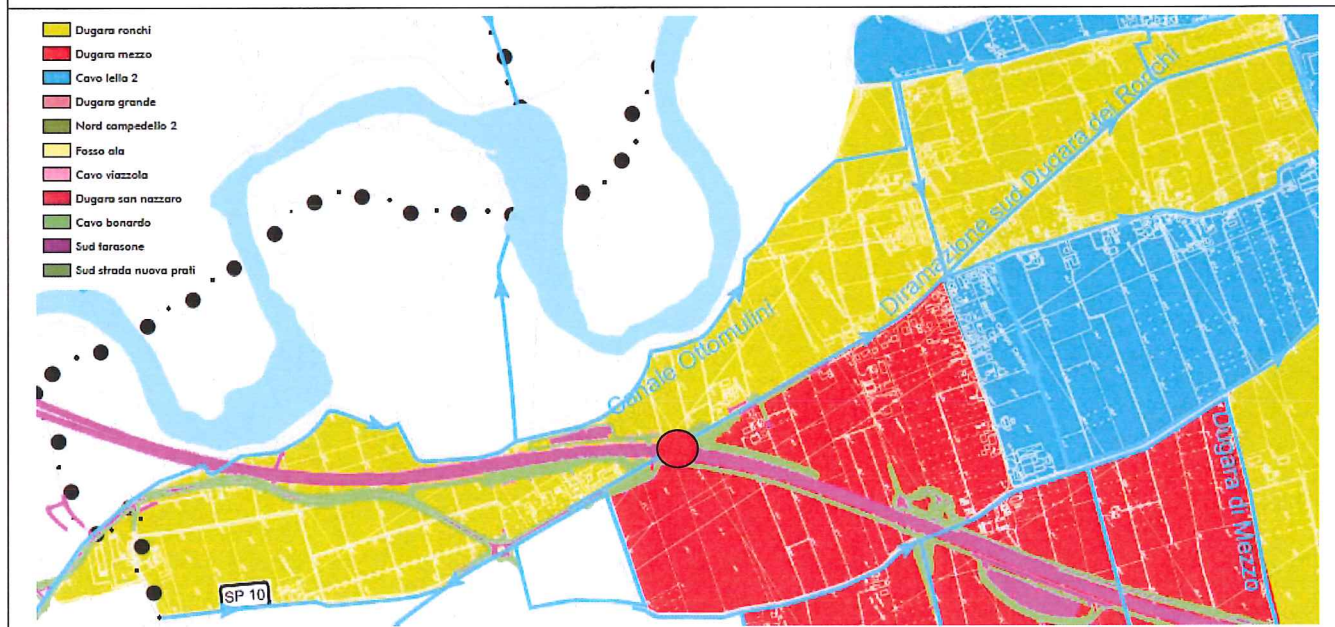 Dugara ronchi
Dugara mezzo
Cavo lella 2
Dugara grande
Nord campedello 2
Fosso ala
Cavo viazzola
Dugara san nazzaro
Cavo bonardo
Sud farasone
Sud strada nuova prati
Diramazione sud Dugara dei Ronchi
Canale Ottomulini
Dugara di Mezzo
SP 10